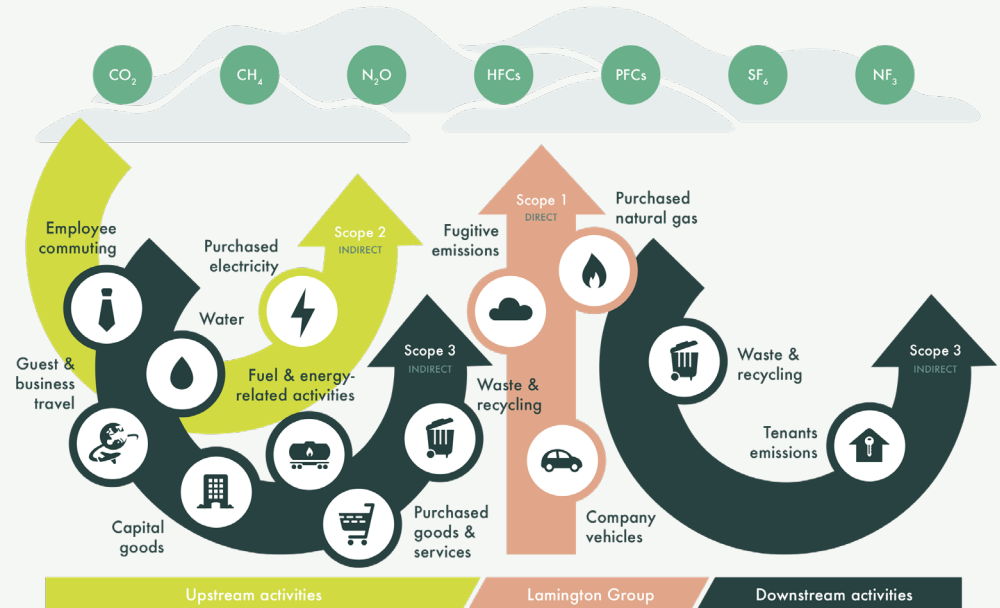 CO₂
CH₄
N₂O
HFCs
PFCs
SF₆
NF₃
Employee
commuting
Guest &
business
travel
Water
Purchased
electricity
Scope 2
INDIRECT
Fuel & energy-
related activities
Capital
goods
Purchased
goods &
services
Waste &
recycling
Scope 3
INDIRECT
Fugitive
emissions
Scope 1
DIRECT
Purchased
natural gas
Company
vehicles
Waste &
recycling
Tenants
emissions
Scope 3
INDIRECT
Upstream activities
Lamington Group
Downstream activities